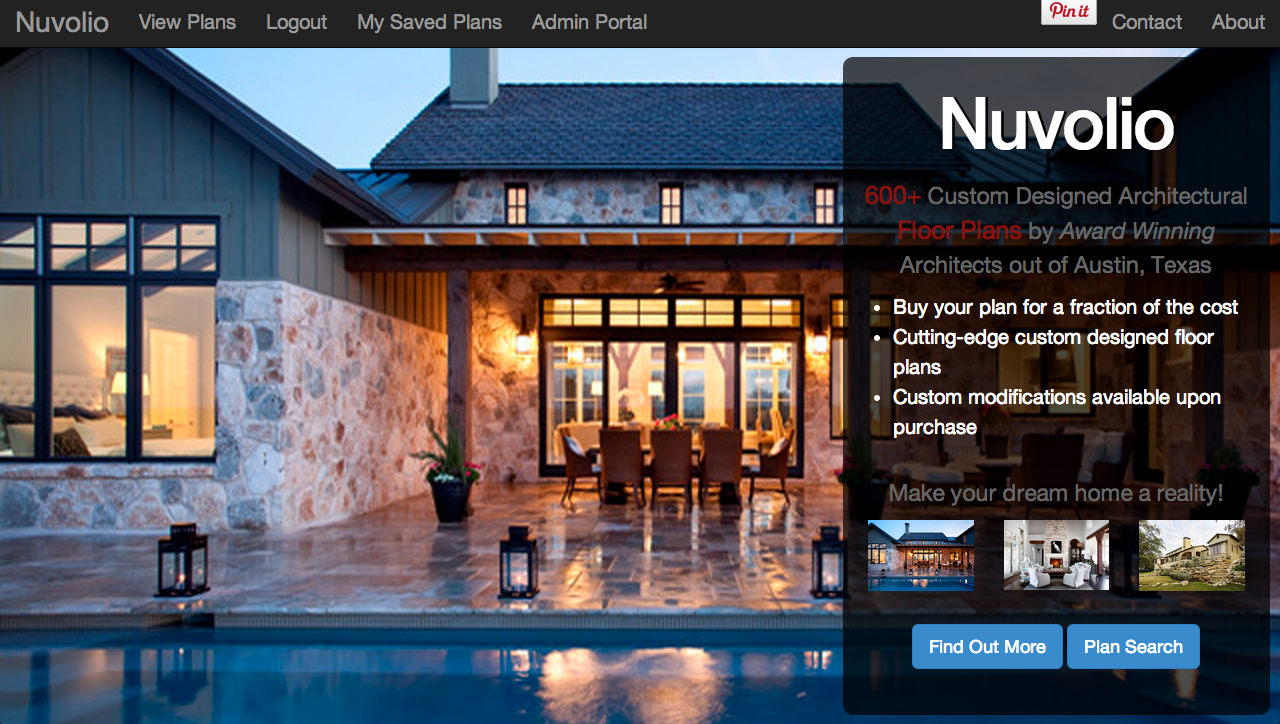 Nuvolio View Plans Logout My Saved Plans Admin Portal Pin it Contact About
Nuvolio
600+ Custom Designed Architectural
Floor Plans by Award Winning
Architects out of Austin, Texas
Buy your plan for a fraction of the cost
Cutting-edge custom designed floor
plans
Custom modifications available upon
purchase
Make your dream home a reality!
Find Out More Plan Search